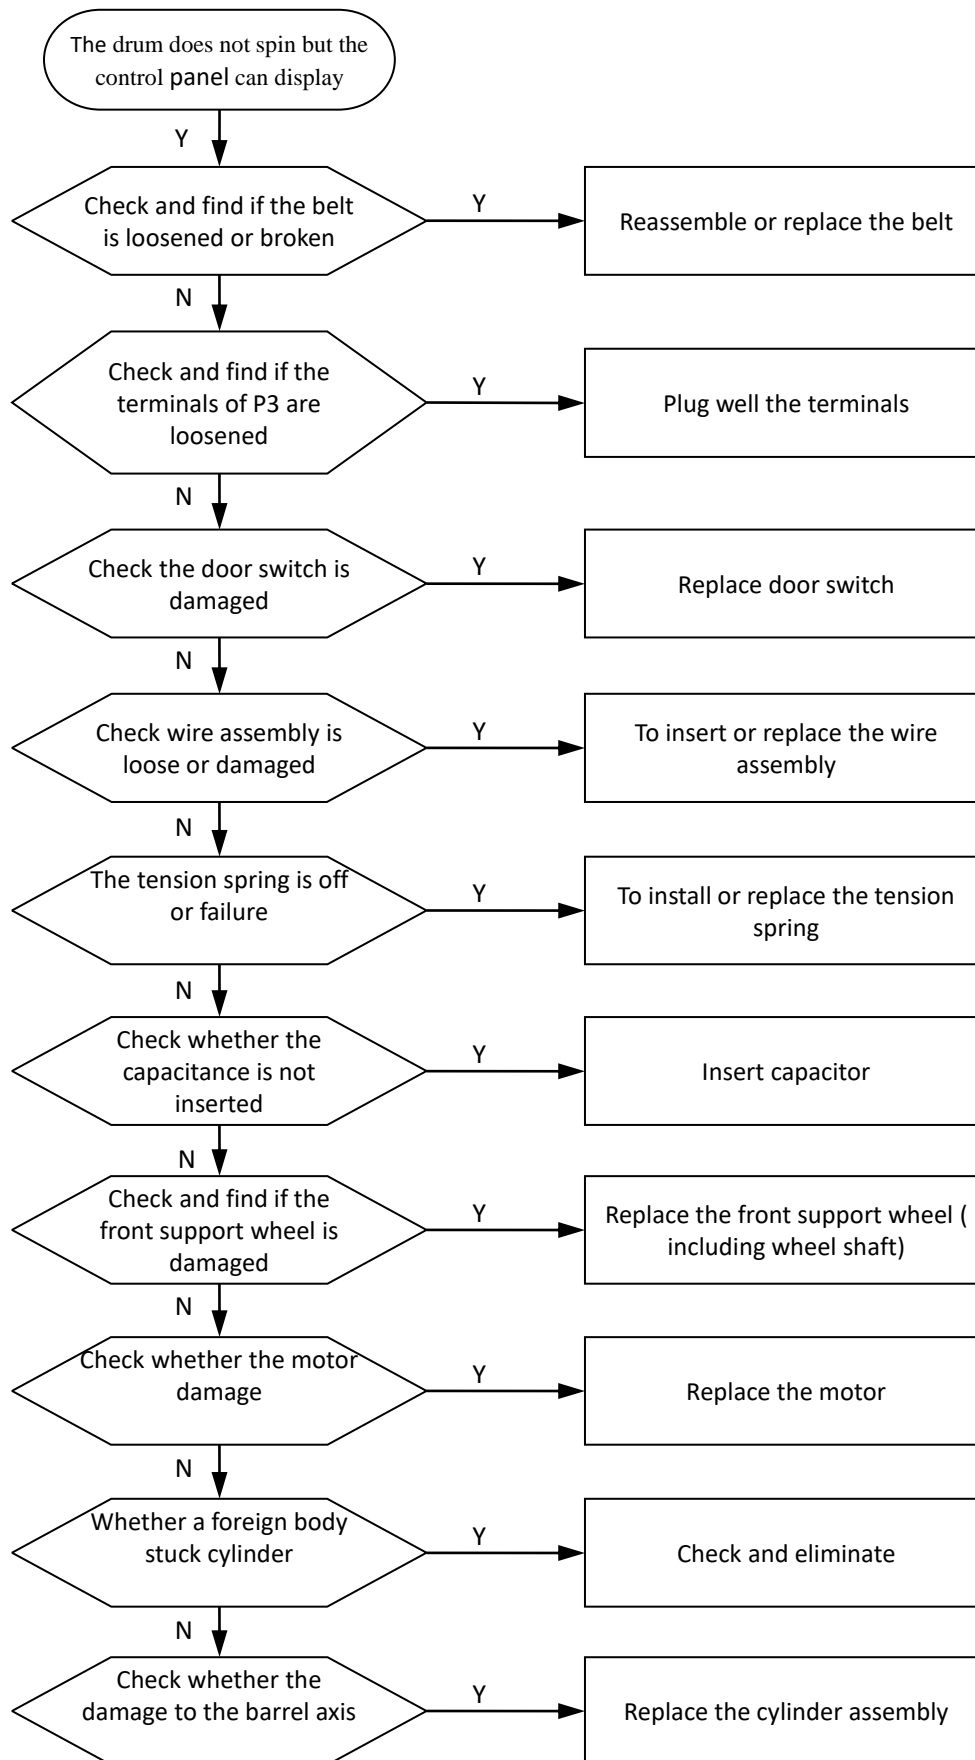 The drum does not spin but the
control panel can display
Y
Check and find if the belt
is loosened or broken
Y
Reassemble or replace the belt
N
Check and find if the
terminals of P3 are
loosened
Y
Plug well the terminals
N
Check the door switch is
damaged
Y
Replace door switch
N
Check wire assembly is
loose or damaged
Y
To insert or replace the wire
assembly
N
The tension spring is off
or failure
Y
To install or replace the tension
spring
N
Check whether the
capacitance is not
inserted
Y
Insert capacitor
N
Check and find if the
front support wheel is
damaged
Y
Replace the front support wheel (
including wheel shaft)
N
Check whether the motor
damage
Y
Replace the motor
N
Whether a foreign body
stuck cylinder
Y
Check and eliminate
N
Check whether the
damage to the barrel axis
Y
Replace the cylinder assembly